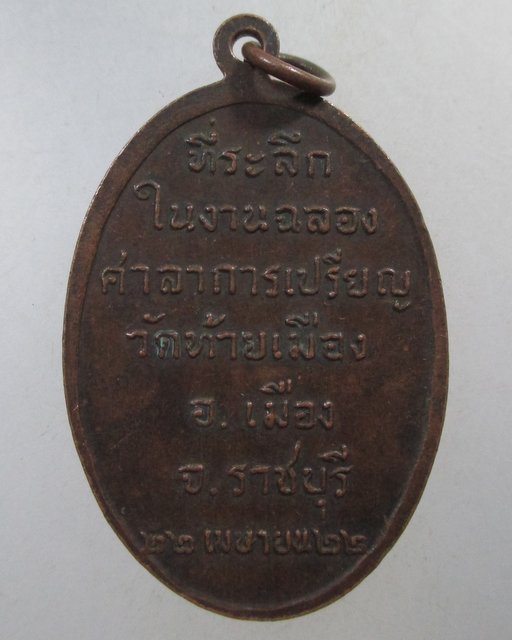 ที่ระลึก
ในงานฉลอง
ศาลาการเปรียญ
วัดท้ายเมือง
อ.เมือง
จ.ราชบุรี
๒๒ เมษายน๒๒